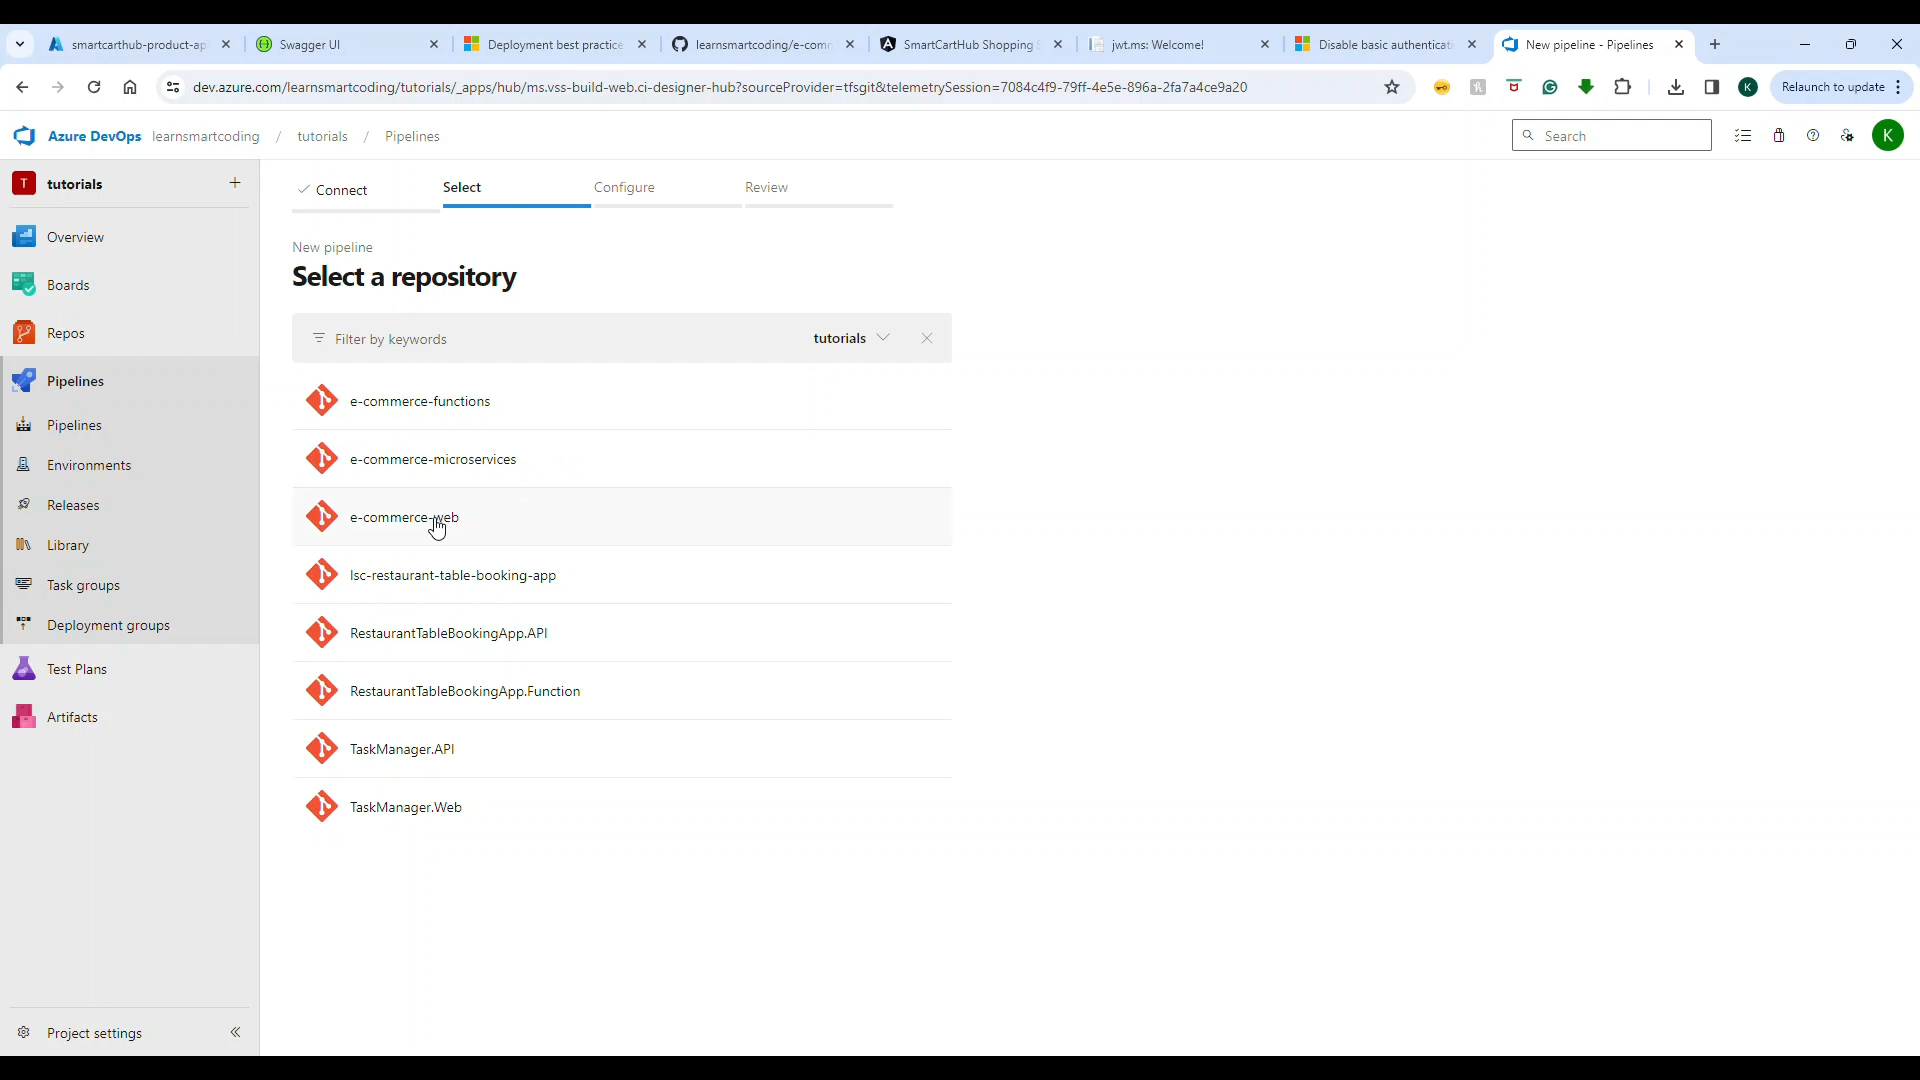 smartcarthub-product-ap
Swagger UI
Deployment best practice
learnsmartcoding/e-comm
SmartCartHub Shopping S
jwt.ms: Welcome!
Disable basic authenticati
New pipeline - Pipelines
dev.azure.com/learnsmartcoding/tutorials/_apps/hub/ms.vss-build-web.ci-designer-hub?sourceProvider=tfsgit&telemetrySession=7084c4f9-79ff-4e5e-896a-2fa7a4ce9a20
K
Relaunch to update
Azure DevOps learnsmartcoding / tutorials / Pipelines
Search
K
T tutorials
Overview
Boards
Repos
Pipelines
Pipelines
Environments
Releases
Library
Task groups
Deployment groups
Test Plans
Artifacts
Project settings
Connect
Select
Configure
Review
New pipeline
Select a repository
Filter by keywords
tutorials
e-commerce-functions
e-commerce-microservices
e-commerce-web
lsc-restaurant-table-booking-app
RestaurantTableBookingApp.API
RestaurantTableBookingApp.Function
TaskManager.API
TaskManager.Web